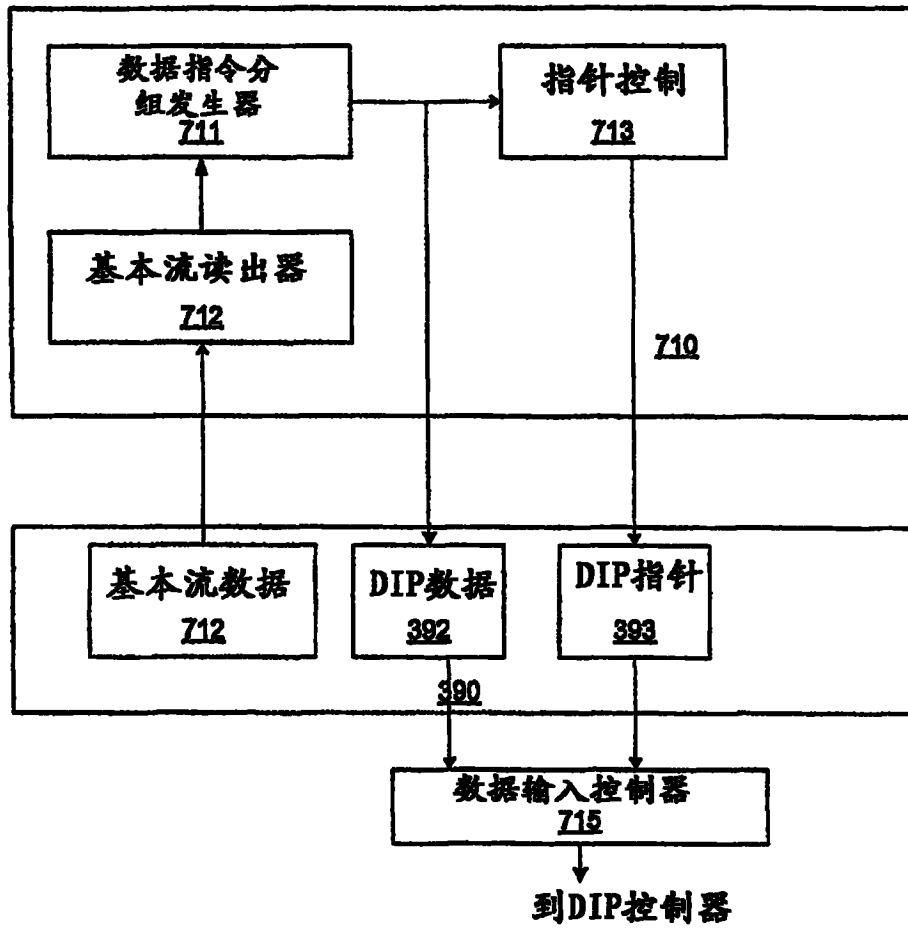 数据指令分
组发生器
711
指针控制
713
基本流读出器
712
710
基本流数据
712
DIP数据
392
DIP指针
393
390
数据输入控制器
715
到DIP控制器